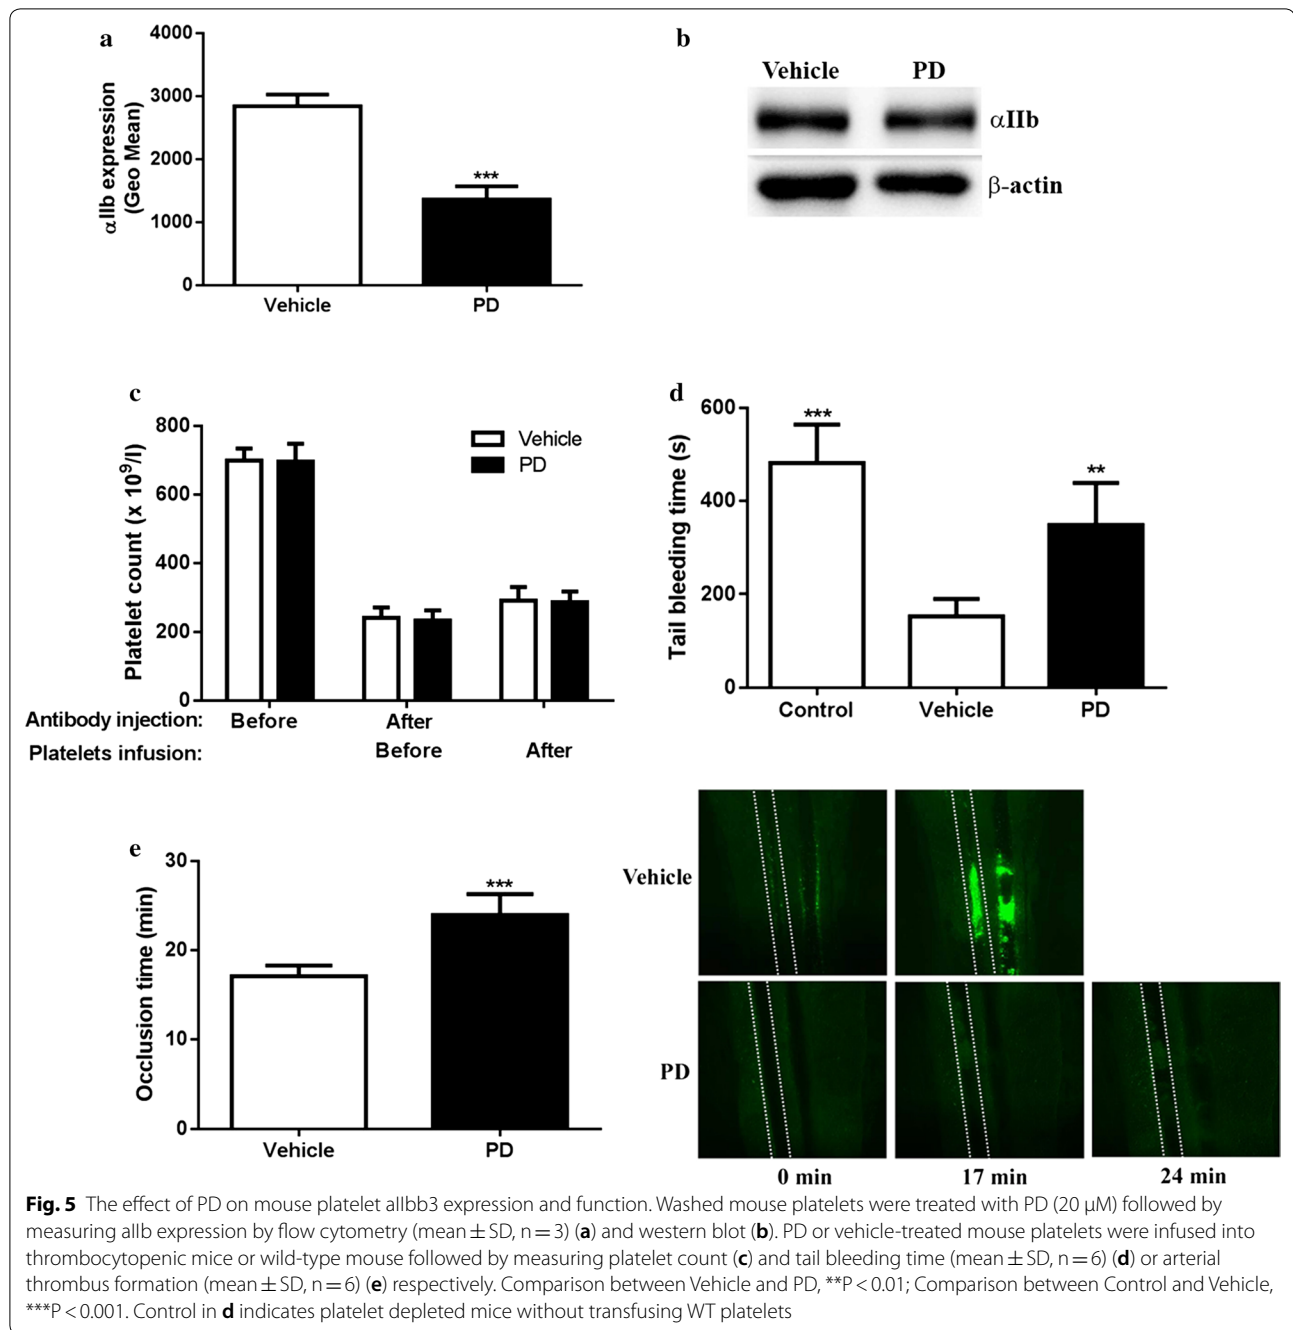 a
4000
3000
2000
1000
0
αIIb expression
(Geo Mean)
***
Vehicle PD
b
Vehicle PD
αIIb
β-actin
c
800
600
400
200
0
Platelet count (x 10⁹/l)
Vehicle
PD
Antibody injection: Before After
Platelets infusion: Before After
d
600
400
200
0
Tail bleeding time (s)
***
**
Control Vehicle PD
e
30
20
10
0
Occlusion time (min)
***
Vehicle PD
Vehicle
PD
0 min 17 min 24 min
Fig. 5 The effect of PD on mouse platelet aIIbb3 expression and function. Washed mouse platelets were treated with PD (20 µM) followed by
measuring aIIb expression by flow cytometry (mean ± SD, n = 3) (a) and western blot (b). PD or vehicle-treated mouse platelets were infused into
thrombocytopenic mice or wild-type mouse followed by measuring platelet count (c) and tail bleeding time (mean ± SD, n = 6) (d) or arterial
thrombus formation (mean ± SD, n = 6) (e) respectively. Comparison between Vehicle and PD, **P < 0.01; Comparison between Control and Vehicle,
***P < 0.001. Control in d indicates platelet depleted mice without transfusing WT platelets